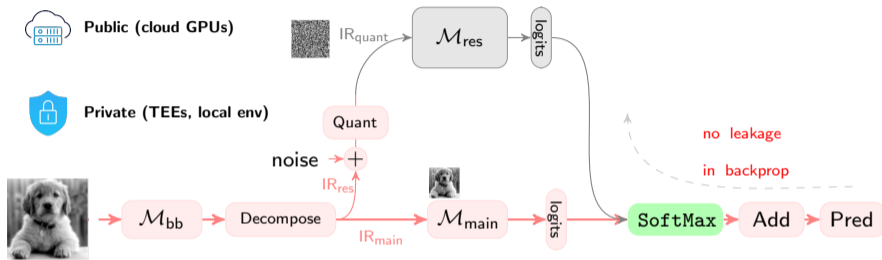 Public (cloud GPUs)
IR_quant
M_res
logits
Private (TEEs, local env)
Quant
noise
+
IR_res
no leakage
in backprop
M_bb
Decompose
IR_main
M_main
logits
SoftMax
Add
Pred